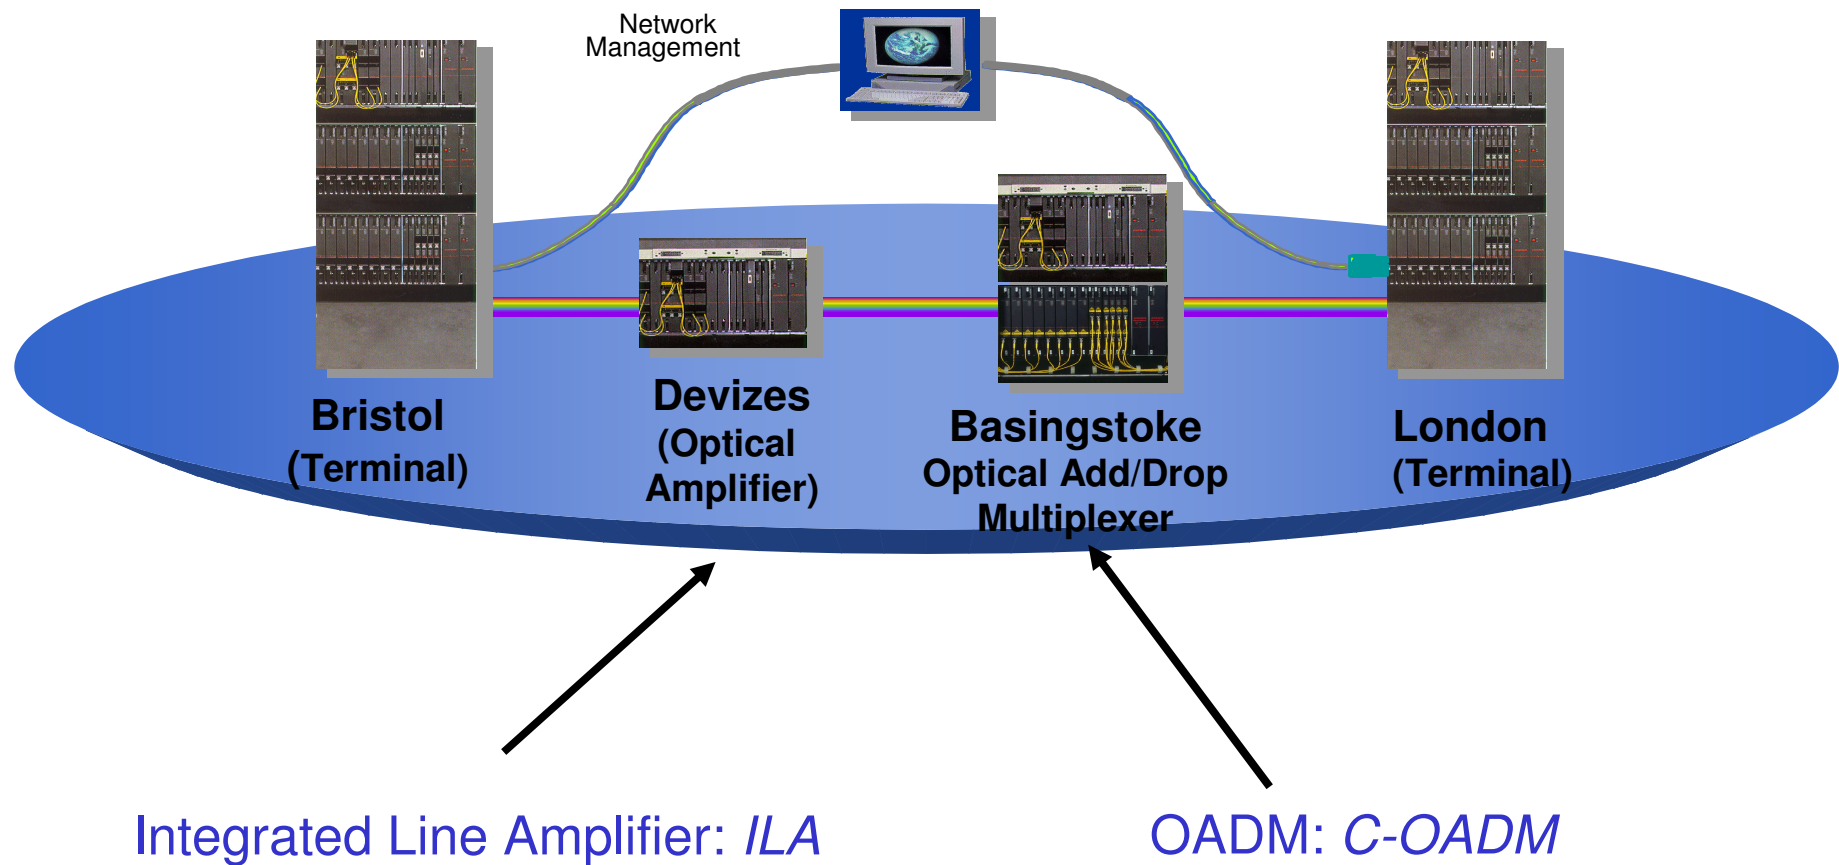 Network
Management
Bristol
(Terminal)
Devizes
(Optical
Amplifier)
Basingstoke
Optical Add/Drop
Multiplexer
London
(Terminal)
Integrated Line Amplifier: ILA
OADM: C-OADM